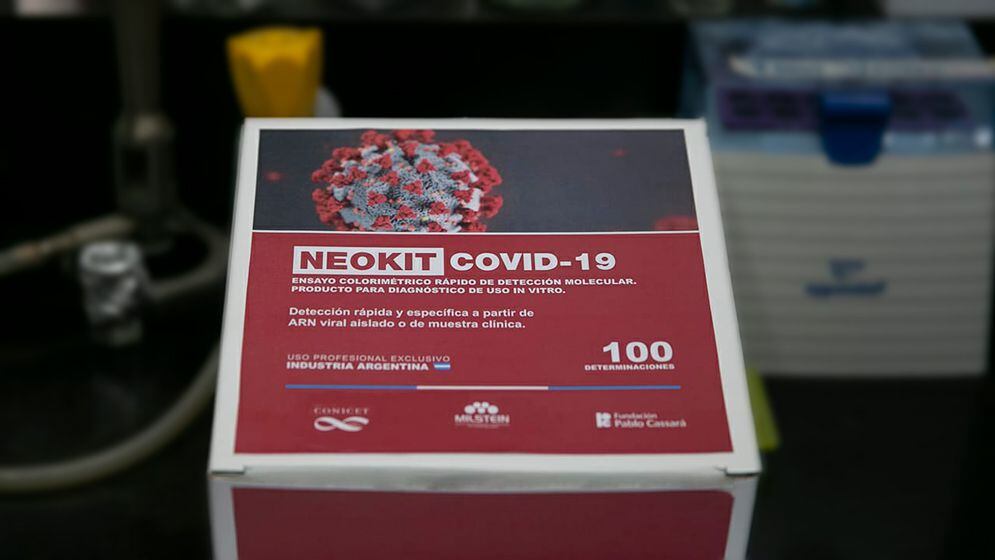 NEOKIT COVID-19
ENSAYO COLORIMÉTRICO RÁPIDO DE DETECCIÓN MOLECULAR.
PRODUCTO PARA DIAGNÓSTICO DE USO IN VITRO.
Detección rápida y específica a partir de
ARN viral aislado o de muestra clínica.
USO PROFESIONAL EXCLUSIVO
INDUSTRIA ARGENTINA
100
DETERMINACIONES
CONICET
MILSTEIN
Fundación
Pablo Cassará